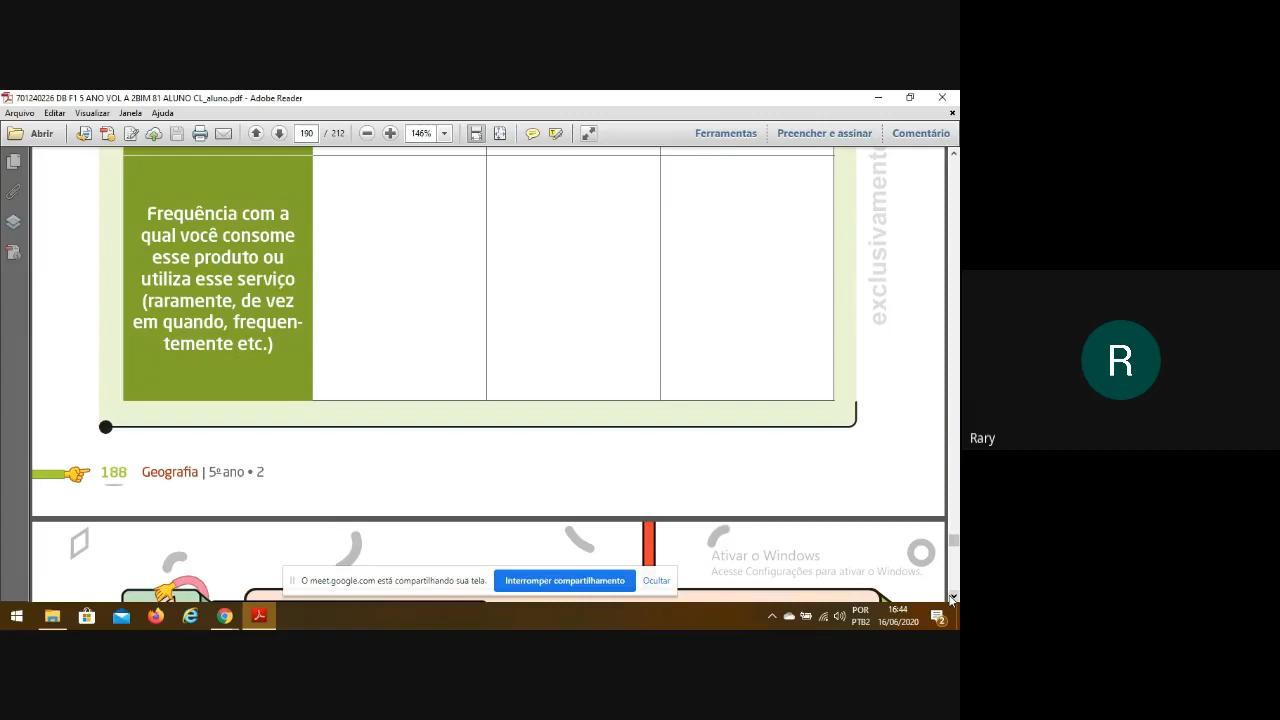 701240226 DB F1 5 ANO VOL A 2BIM 81 ALUNO CL_aluno.pdf - Adobe Reader
Arquivo Editar Visualizar Janela Ajuda
Abrir 190 / 212 146% Ferramentas Preencher e assinar Comentário
exclusivamente
Frequência com a
qual você consome
esse produto ou
utiliza esse serviço
(raramente, de vez
em quando, frequen-
temente etc.)
R
Rary
188 Geografia | 5º ano • 2
Ativar o Windows
Acesse Configurações para ativar o Windows.
O meet.google.com está compartilhando sua tela. Interromper compartilhamento Ocultar
POR 16:44
PTB2 16/06/2020 2